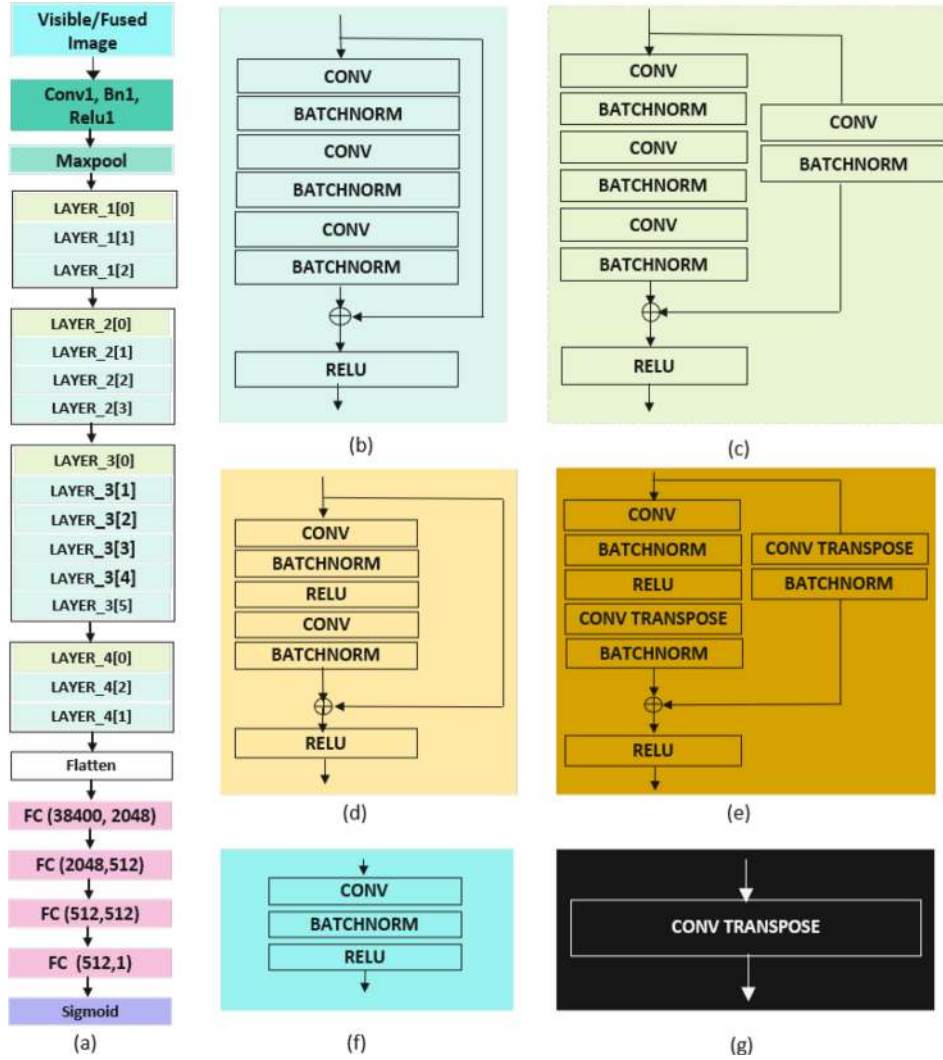 Visible/Fused
Image
Conv1, Bn1,
Relu1
Maxpool
LAYER_1[0]
LAYER_1[1]
LAYER_1[2]
LAYER_2[0]
LAYER_2[1]
LAYER_2[2]
LAYER_2[3]
LAYER_3[0]
LAYER_3[1]
LAYER_3[2]
LAYER_3[3]
LAYER_3[4]
LAYER_3[5]
LAYER_4[0]
LAYER_4[2]
LAYER_4[1]
Flatten
FC (38400, 2048)
FC (2048,512)
FC (512,512)
FC (512,1)
Sigmoid
(a)
CONV
BATCHNORM
CONV
BATCHNORM
CONV
BATCHNORM
RELU
(b)
CONV
BATCHNORM
CONV
BATCHNORM
CONV
BATCHNORM
RELU
CONV
BATCHNORM
(c)
CONV
BATCHNORM
RELU
CONV
BATCHNORM
RELU
(d)
CONV
BATCHNORM
RELU
CONV TRANSPOSE
BATCHNORM
RELU
CONV TRANSPOSE
BATCHNORM
(e)
CONV
BATCHNORM
RELU
(f)
CONV TRANSPOSE
(g)